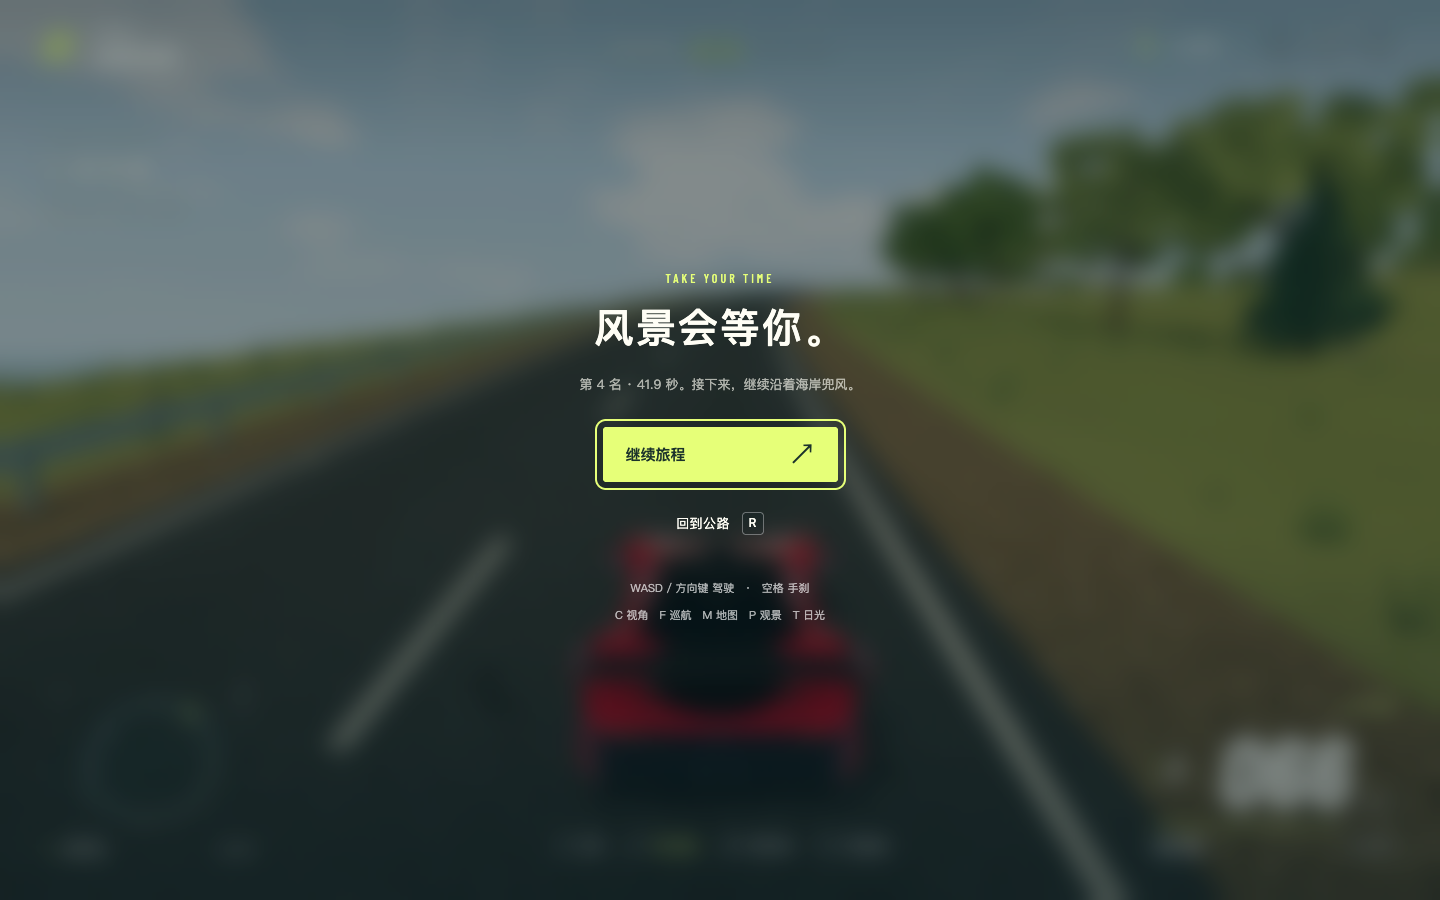 TAKE YOUR TIME
风景会等你。
第 4 名 · 41.9 秒。接下来，继续沿着海岸兜风。
继续旅程
回到公路 R
WASD / 方向键 驾驶 · 空格 手刹
C 视角 F 巡航 M 地图 P 观景 T 日光